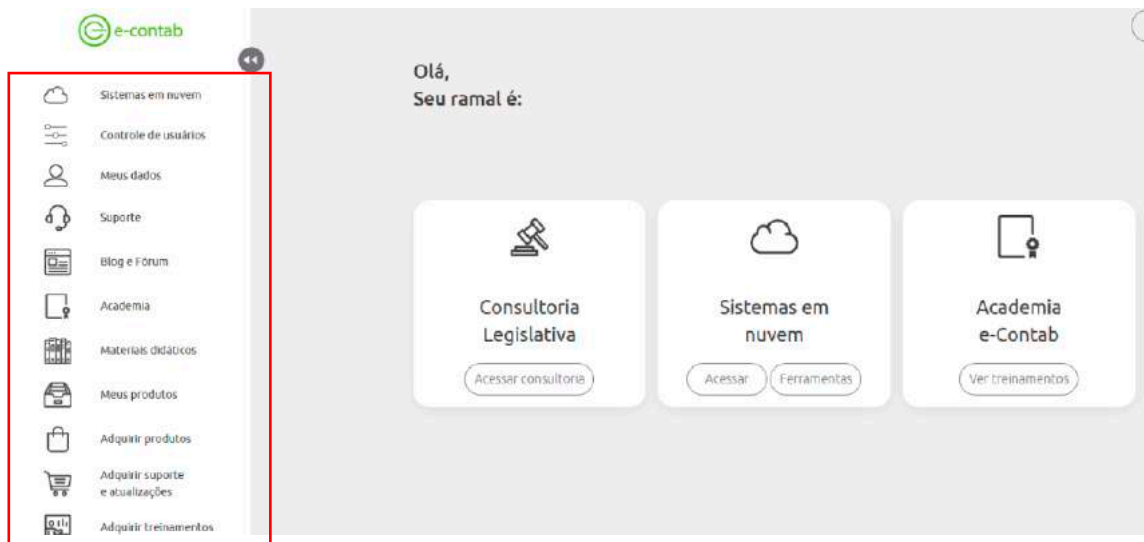 e-contab
Sistemas em nuvem
Controle de usuários
Meus dados
Suporte
Blog e Fórum
Academia
Materiais didáticos
Meus produtos
Adquirir produtos
Adquirir suporte
e atualizações
Adquirir treinamentos
Olá,
Seu ramal é:
Consultoria
Legislativa
Acessar consultoria
Sistemas em
nuvem
Acessar
Ferramentas
Academia
e-Contab
Ver treinamentos